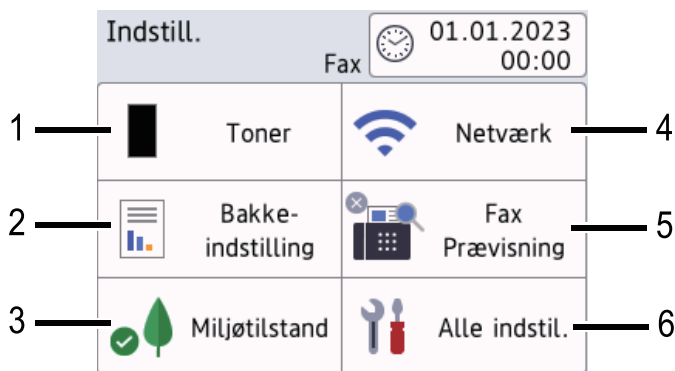 Indstill.
Fax
01.01.2023
00:00
1
Toner
4
Netværk
2
Bakke-
indstilling
5
Fax
Prævisning
3
Miljøtilstand
6
Alle indstil.